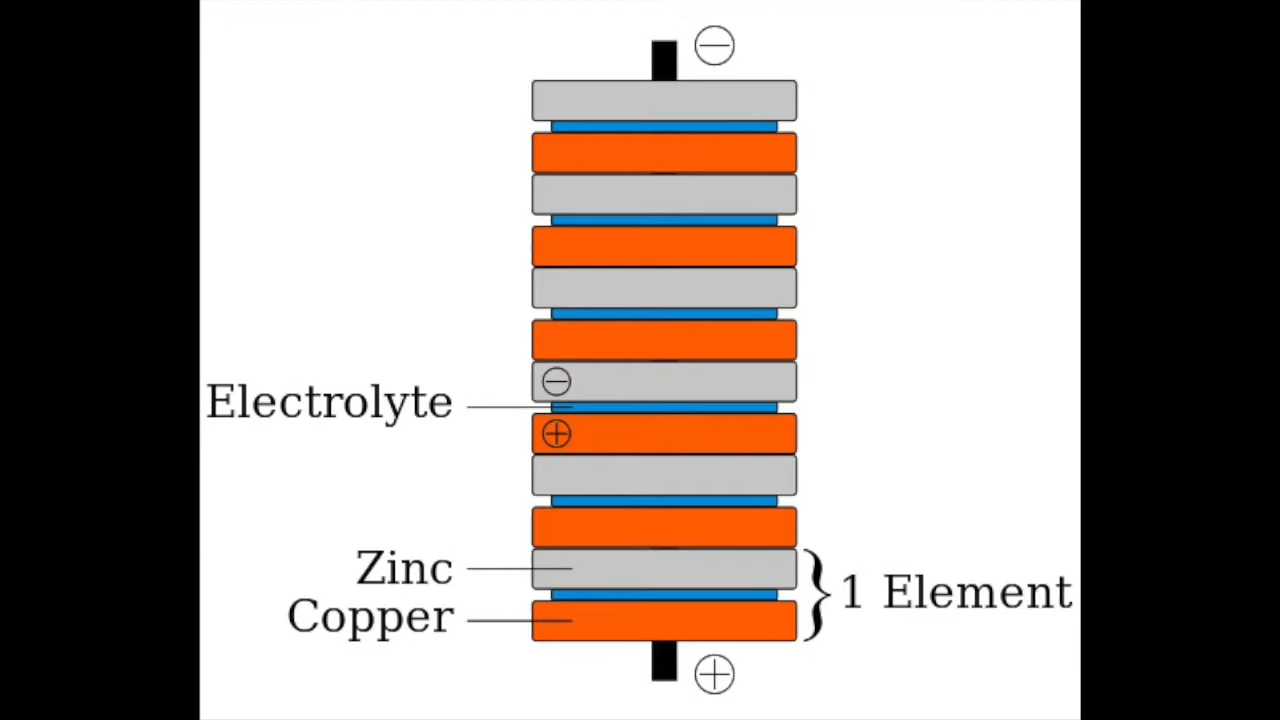 ⊖
⊖
Electrolyte
⊕
Zinc
1 Element
Copper
⊕